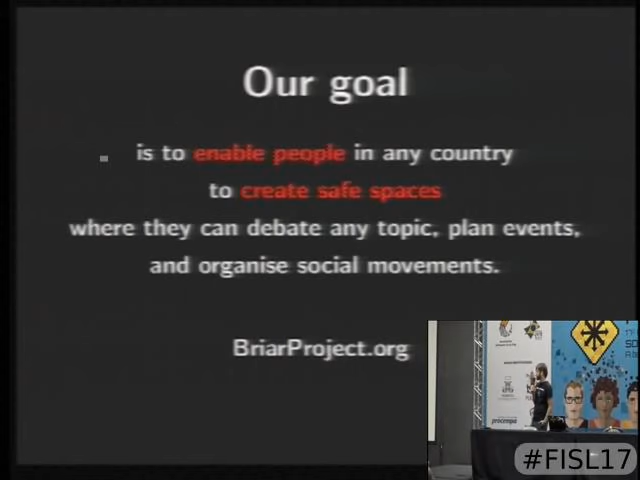 Our goal
is to enable people in any country
to create safe spaces
where they can debate any topic, plan events,
and organise social movements.
BriarProject.org
procempa
#FISL17